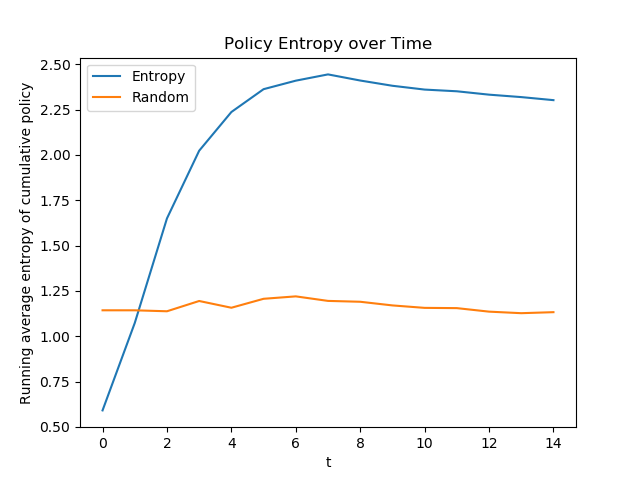 Policy Entropy over Time
Entropy
Random
Running average entropy of cumulative policy
2.50
2.25
2.00
1.75
1.50
1.25
1.00
0.75
0.50
0 2 4 6 8 10 12 14
t